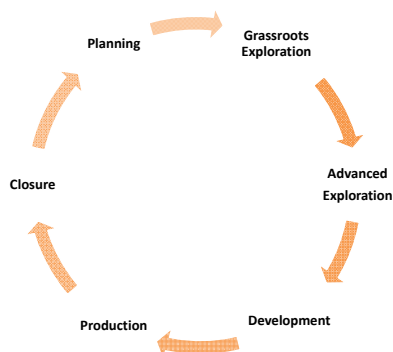 Planning
Grassroots
Exploration
Advanced
Exploration
Development
Production
Closure